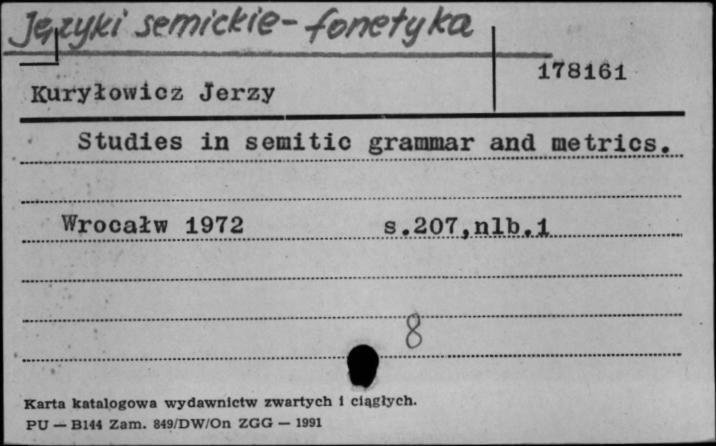 Języki semickie - fonetyka
178161
Kuryłowicz Jerzy
Studies in semitic grammar and metrics.
Wrocałw 1972 s.207,nlb.1
8
Karta katalogowa wydawnictw zwartych i ciągłych.
PU — B144 Zam. 849/DW/On ZGG — 1991